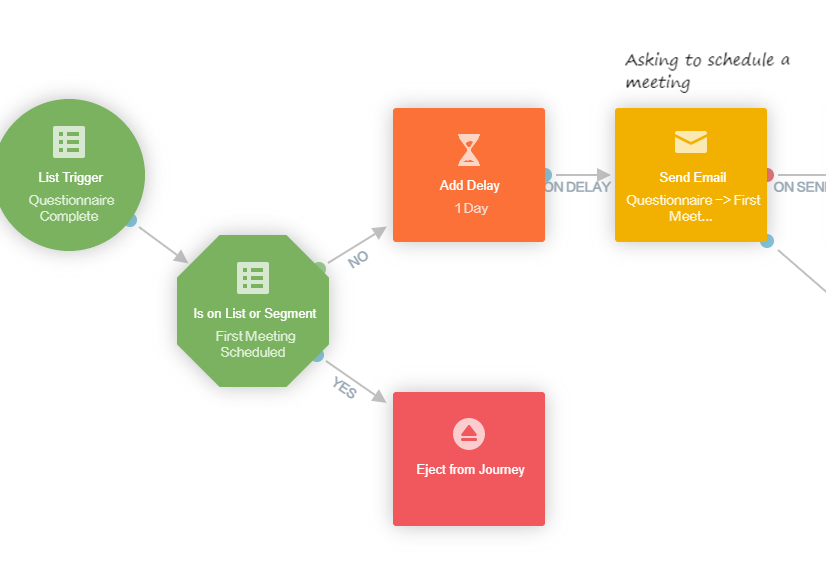 Asking to schedule a
meeting
List Trigger
Questionnaire
Complete
Is on List or Segment
First Meeting
Scheduled
NO
YES
Add Delay
1 Day
ON DELAY
Send Email
Questionnaire -> First
Meet...
ON SEN
Eject from Journey